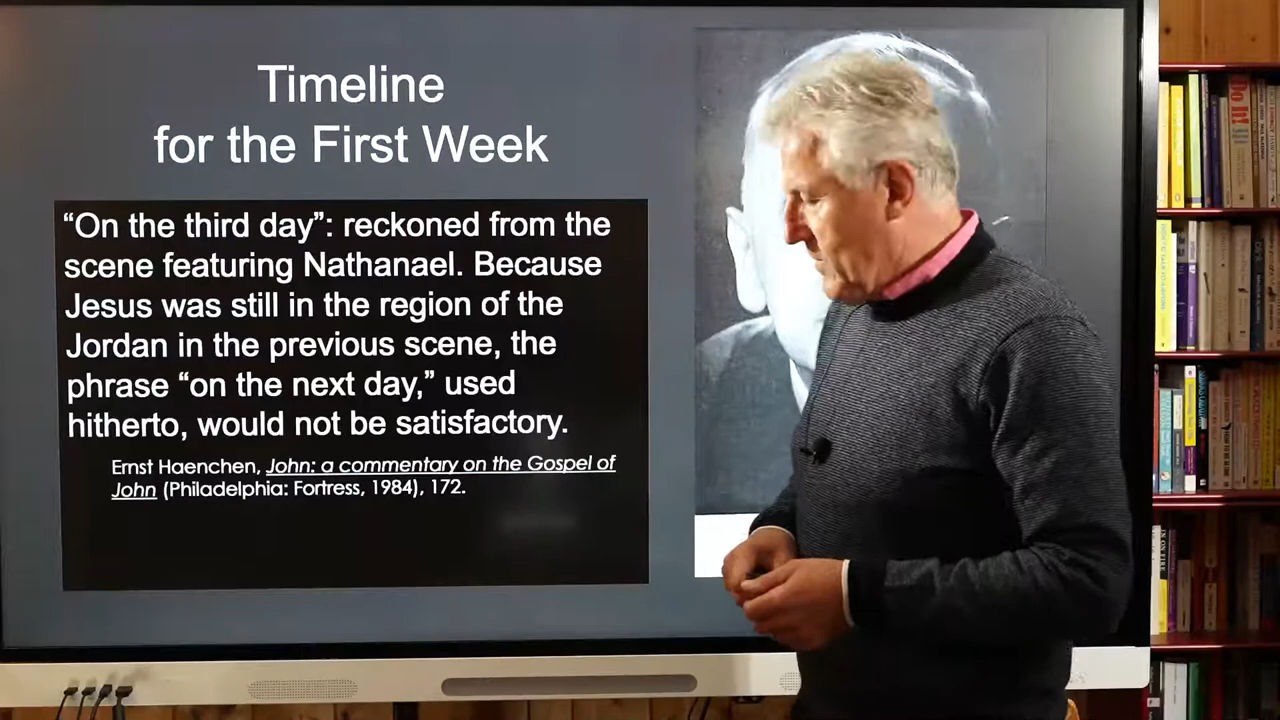 Timeline
for the First Week
“On the third day”: reckoned from the
scene featuring Nathanael. Because
Jesus was still in the region of the
Jordan in the previous scene, the
phrase “on the next day,” used
hitherto, would not be satisfactory.
Ernst Haenchen, John: a commentary on the Gospel of
John (Philadelphia: Fortress, 1984), 172.
Do It!